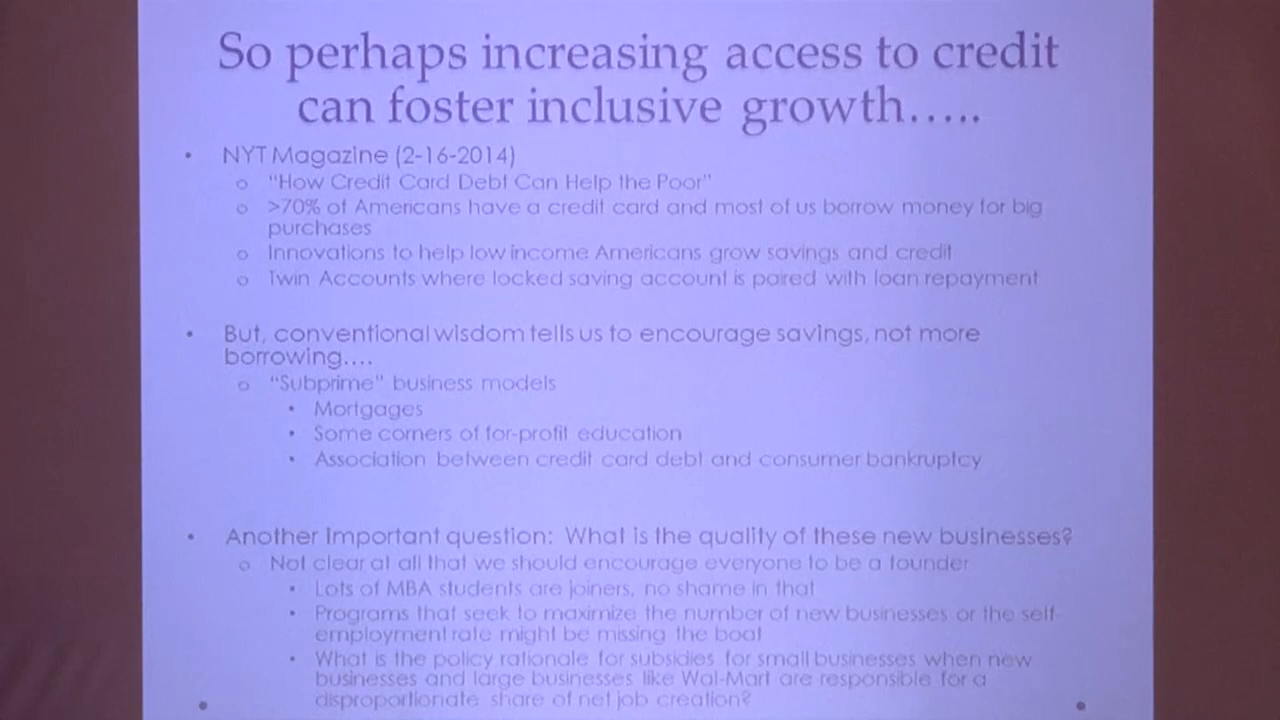 So perhaps increasing access to credit
can foster inclusive growth…..
• NYT Magazine (2-16-2014)
o "How Credit Card Debt Can Help the Poor"
o >70% of Americans have a credit card and most of us borrow money for big
purchases
o Innovations to help low income Americans grow savings and credit
o Twin Accounts where locked saving account is paired with loan repayment
• But, conventional wisdom tells us to encourage savings, not more
borrowing….
o "Subprime" business models
• Mortgages
• Some corners of for-profit education
• Association between credit card debt and consumer bankruptcy
• Another important question: What is the quality of these new businesses?
o Not clear at all that we should encourage everyone to be a founder
• Lots of MBA students are joiners, no shame in that
• Programs that seek to maximize the number of new businesses or the self-
employment rate might be missing the boat
• What is the policy rationale for subsidies for small businesses when new
businesses and large businesses like Wal-Mart are responsible for a
disproportionate share of net job creation?